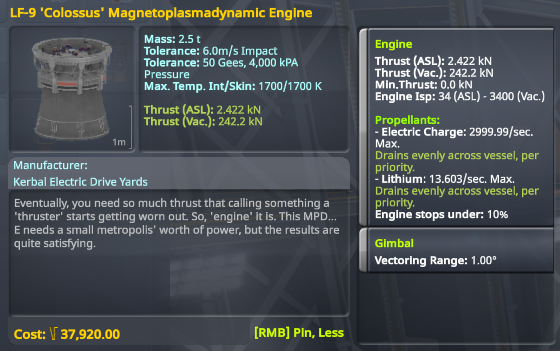 LF-9 'Colossus' Magnetoplasmadynamic Engine
1m
Mass: 2.5 t
Tolerance: 6.0m/s Impact
Tolerance: 50 Gees, 4,000 kPA
Pressure
Max. Temp. Int/Skin: 1700/1700 K
Thrust (ASL): 2.422 kN
Thrust (Vac.): 242.2 kN
Manufacturer:
Kerbal Electric Drive Yards
Eventually, you need so much thrust that calling something a
'thruster' starts getting worn out. So, 'engine' it is. This MPD...
E needs a small metropolis' worth of power, but the results are
quite satisfying.
Cost: 37,920.00
[RMB] Pin, Less
Engine
Thrust (ASL): 2.422 kN
Thrust (Vac.): 242.2 kN
Min.Thrust: 0.0 kN
Engine Isp: 34 (ASL) - 3400 (Vac.)
Propellants:
- Electric Charge: 2999.99/sec.
Max.
Drains evenly across vessel, per
priority.
- Lithium: 13.603/sec. Max.
Drains evenly across vessel, per
priority.
Engine stops under: 10%
Gimbal
Vectoring Range: 1.00°